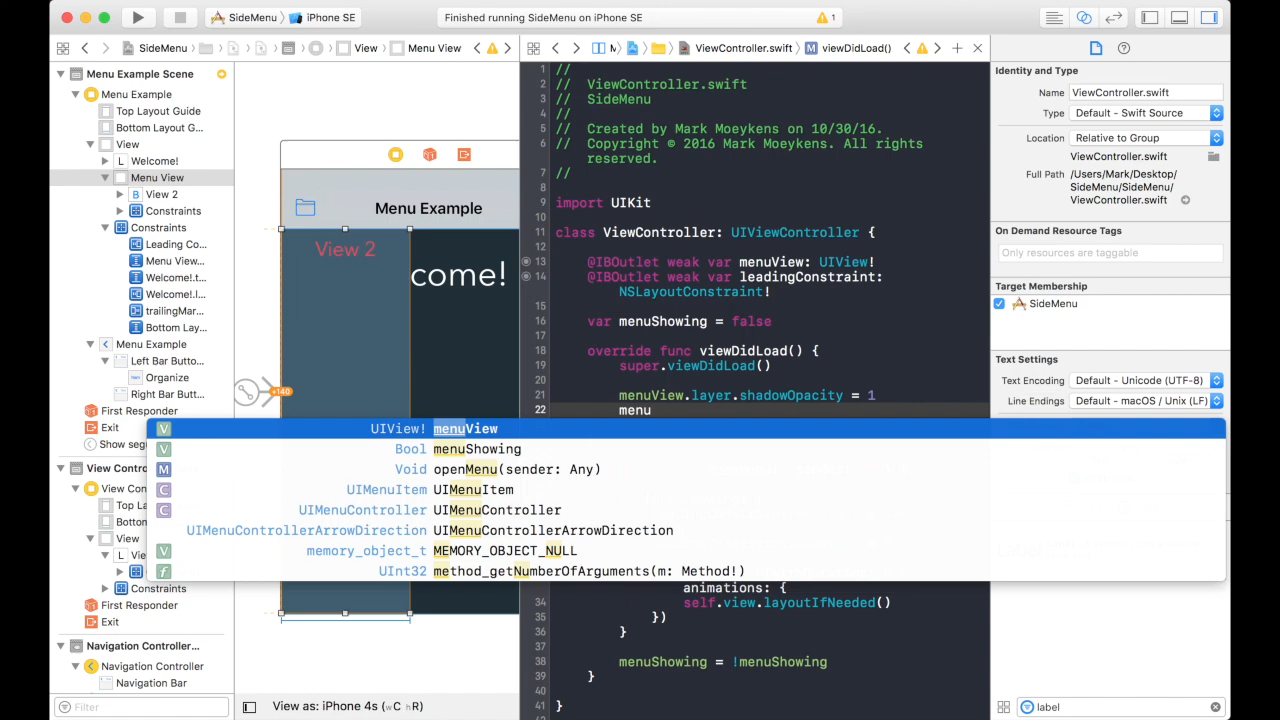 SideMenu iPhone SE
Finished running SideMenu on iPhone SE
1
SideMenu View Menu View
M ViewController.swift M viewDidLoad()
Menu Example Scene
Menu Example
Top Layout Guide
Bottom Layout G...
View
L Welcome!
Menu View
B View 2
Constraints
Constraints
Leading Co...
Menu View...
Welcome!.t...
Welcome!.l...
trailingMar...
Bottom Lay...
Menu Example
Left Bar Butto...
Organize
Right Bar Butt...
First Responder
Exit
Show seg
View Contr
View Con
Top La
Bottom
View
L Vie
Constraints
First Responder
Exit
Navigation Controller...
Navigation Controller
Navigation Bar
Filter
Menu Example
View 2
come!
+140
View as: iPhone 4s (wC hR)
1 //
2 // ViewController.swift
3 // SideMenu
4 //
5 // Created by Mark Moeykens on 10/30/16.
6 // Copyright © 2016 Mark Moeykens. All rights
reserved.
7 //
8
9 import UIKit
10
11 class ViewController: UIViewController {
12
13 @IBOutlet weak var menuView: UIView!
14 @IBOutlet weak var leadingConstraint:
NSLayoutConstraint!
15
16 var menuShowing = false
17
18 override func viewDidLoad() {
19 super.viewDidLoad()
20
21 menuView.layer.shadowOpacity = 1
22 menu
V UIView! menuView
V Bool menuShowing
M Void openMenu(sender: Any)
C UIMenuItem UIMenuItem
C UIMenuController UIMenuController
UIMenuControllerArrowDirection UIMenuControllerArrowDirection
V memory_object_t MEMORY_OBJECT_NULL
f UInt32 method_getNumberOfArguments(m: Method!)
animations: {
34 self.view.layoutIfNeeded()
35 })
36 }
37
38 menuShowing = !menuShowing
39 }
40
41 }
42
Identity and Type
Name ViewController.swift
Type Default - Swift Source
Location Relative to Group
ViewController.swift
Full Path /Users/Mark/Desktop/
SideMenu/SideMenu/
ViewController.swift
On Demand Resource Tags
Only resources are taggable
Target Membership
SideMenu
Text Settings
Text Encoding Default - Unicode (UTF-8)
Line Endings Default - macOS / Unix (LF)
label